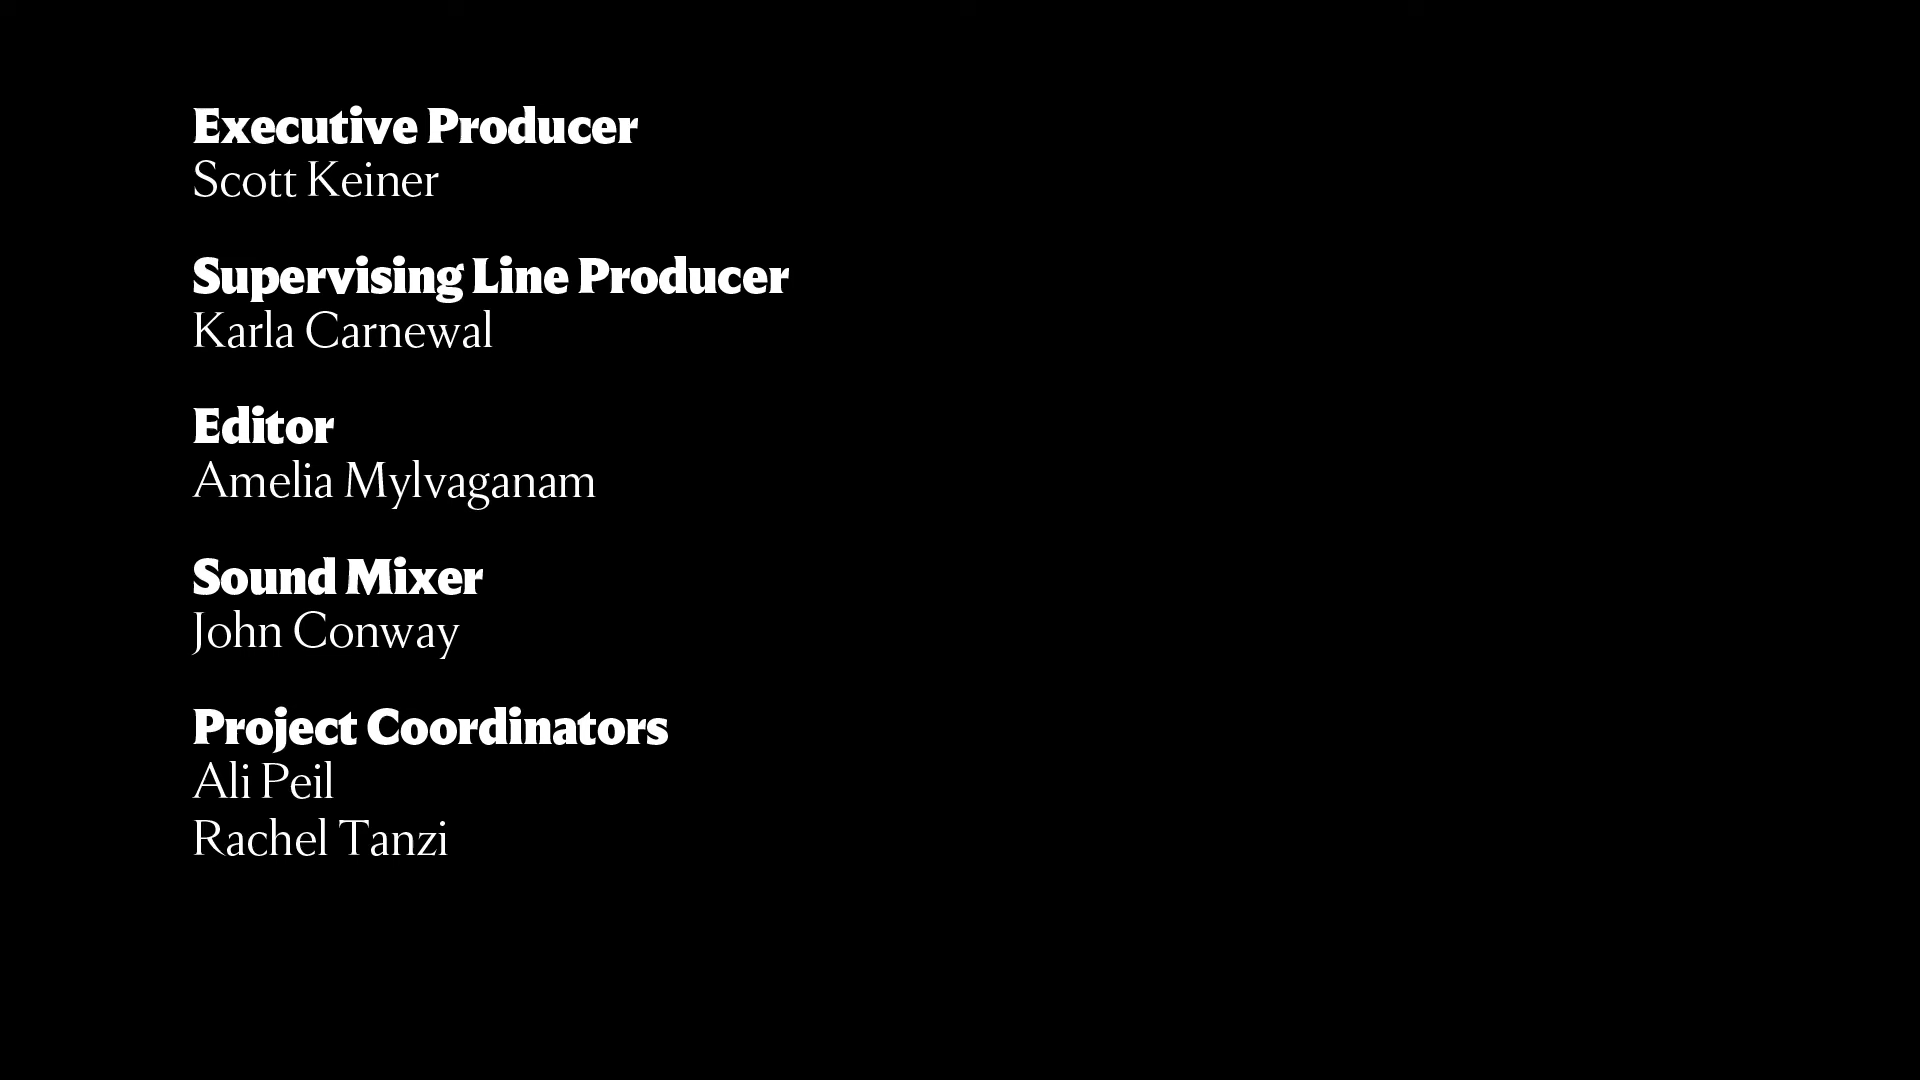 Executive Producer
Scott Keiner
Supervising Line Producer
Karla Carnewal
Editor
Amelia Mylvaganam
Sound Mixer
John Conway
Project Coordinators
Ali Peil
Rachel Tanzi